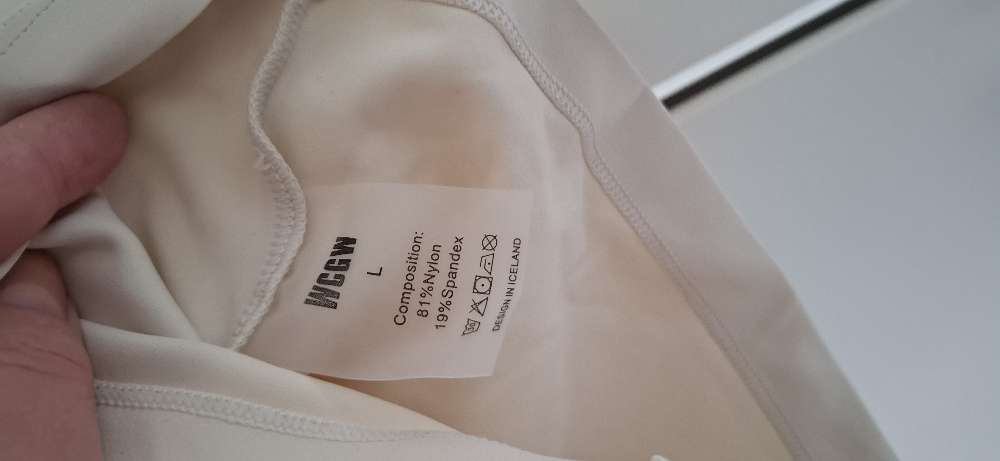 WCGW
L
Composition:
81%Nylon
19%Spandex
DESIGN IN ICELAND